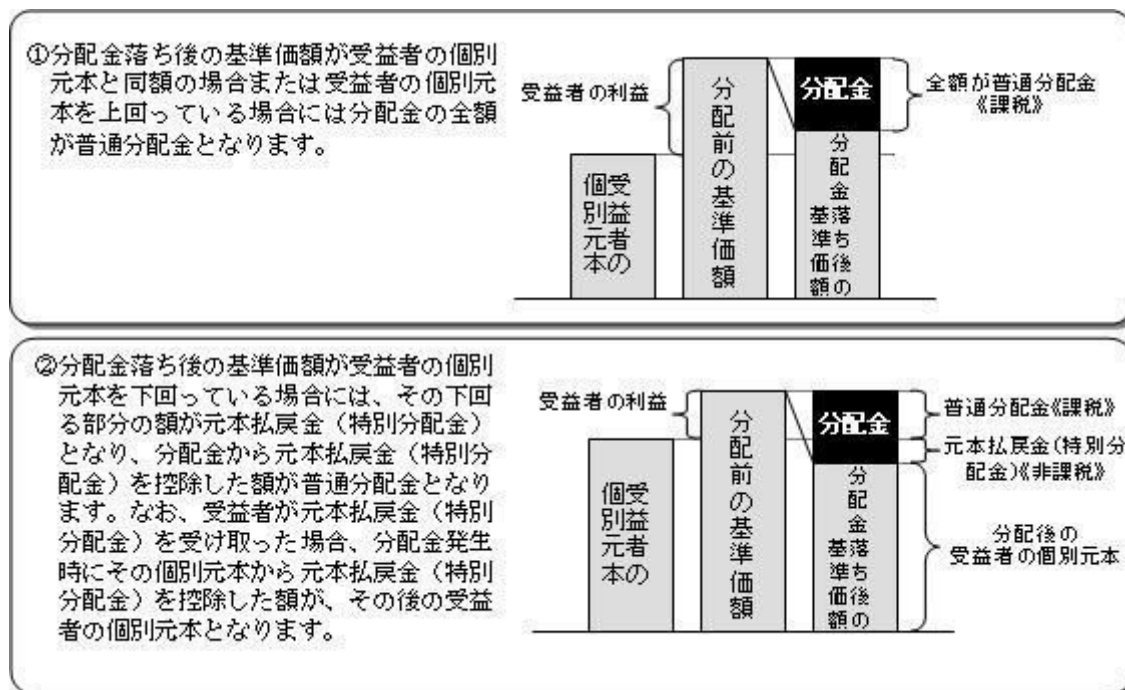 ①分配金落ち後の基準価額が受益者の個別
元本と同額の場合または受益者の個別元
本を上回っている場合には分配金の全額
が普通分配金となります。
受益者の利益
受益者の
個別元本
分配前の基準価額
分配金
分配金落ち後の
基準価額
全額が普通分配金
《課税》
②分配金落ち後の基準価額が受益者の個別
元本を下回っている場合には、その下回
る部分の額が元本払戻金（特別分配金）
となり、分配金から元本払戻金（特別分
配金）を控除した額が普通分配金となり
ます。なお、受益者が元本払戻金（特別
分配金）を受け取った場合、分配金発生
時にその個別元本から元本払戻金（特別
分配金）を控除した額が、その後の受益
者の個別元本となります。
受益者の利益
受益者の
個別元本
分配前の基準価額
分配金
分配金落ち後の
基準価額
普通分配金《課税》
元本払戻金(特別分
配金)《非課税》
分配後の
受益者の個別元本